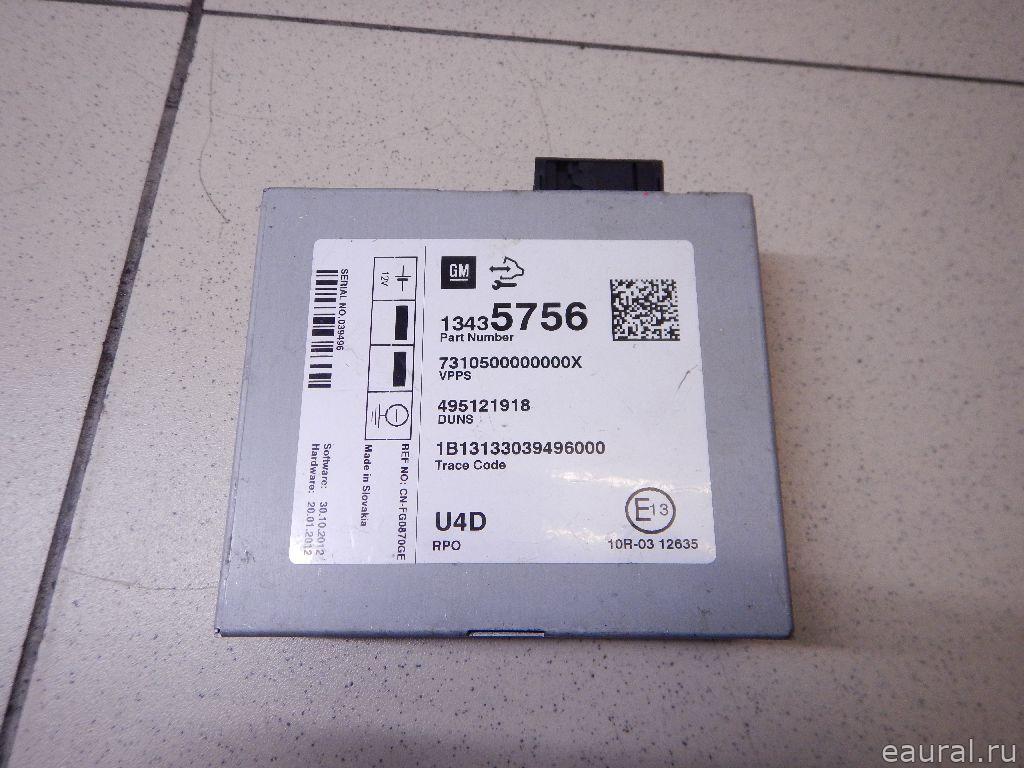 GM
13435756
Part Number
7310500000000X
VPPS
495121918
DUNS
1B13133039496000
Trace Code
U4D
RPO
E13
10R-03 12635
12V
SERIAL NO. 039496
REF NO: CN-FG0870GE
Made in Slovakia
Software: 30.10.2012
Hardware: 20.01.2012
eaural.ru